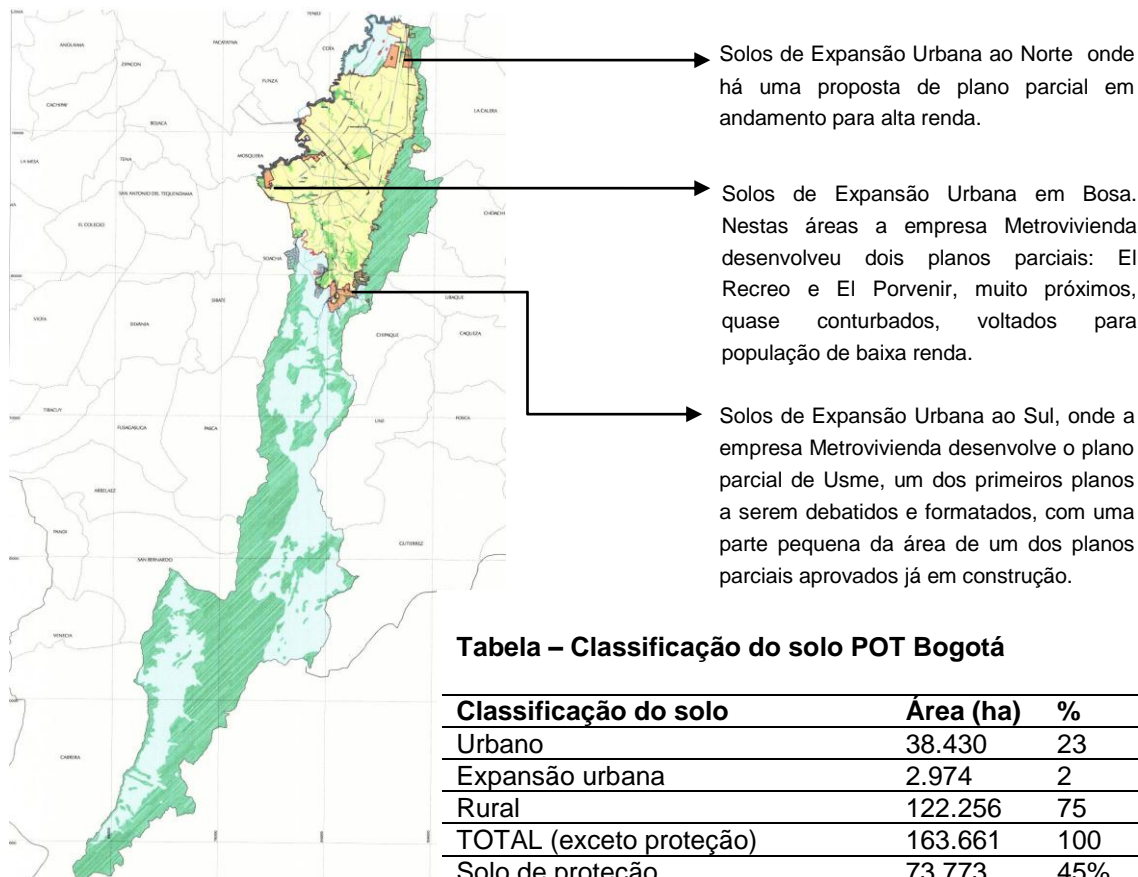 TENJO
COTA
ANOLAIMA
FACATATIVA
ZIPACON
FUNZA
CACHIPAY
LA CALERA
BOJACA
MOSQUERA
LA MESA
TENA
SAN ANTONIO DEL TEQUENDAMA
CHOACHI
EL COLEGIO
SOACHA
SIBATE
UBAQUE
VIOTA
SILVANIA
CHIPAQUE
CAQUEZA
TIBACUY
FUSAGASUGA
PASCA
UNE
FOSCA
ARBELAEZ
PANDI
SAN BERNARDO
GUTIERREZ
VENECIA
CABRERA
Solos de Expansão Urbana ao Norte onde
há uma proposta de plano parcial em
andamento para alta renda.
Solos de Expansão Urbana em Bosa.
Nestas áreas a empresa Metrovivienda
desenvolveu dois planos parciais: El
Recreo e El Porvenir, muito próximos,
quase conturbados, voltados para
população de baixa renda.
Solos de Expansão Urbana ao Sul, onde a
empresa Metrovivienda desenvolve o plano
parcial de Usme, um dos primeiros planos
a serem debatidos e formatados, com uma
parte pequena da área de um dos planos
parciais aprovados já em construção.
Tabela – Classificação do solo POT Bogotá
Classificação do solo Área (ha) %
Urbano 38.430 23
Expansão urbana 2.974 2
Rural 122.256 75
TOTAL (exceto proteção) 163.661 100
Solo de proteção 73.773 45%